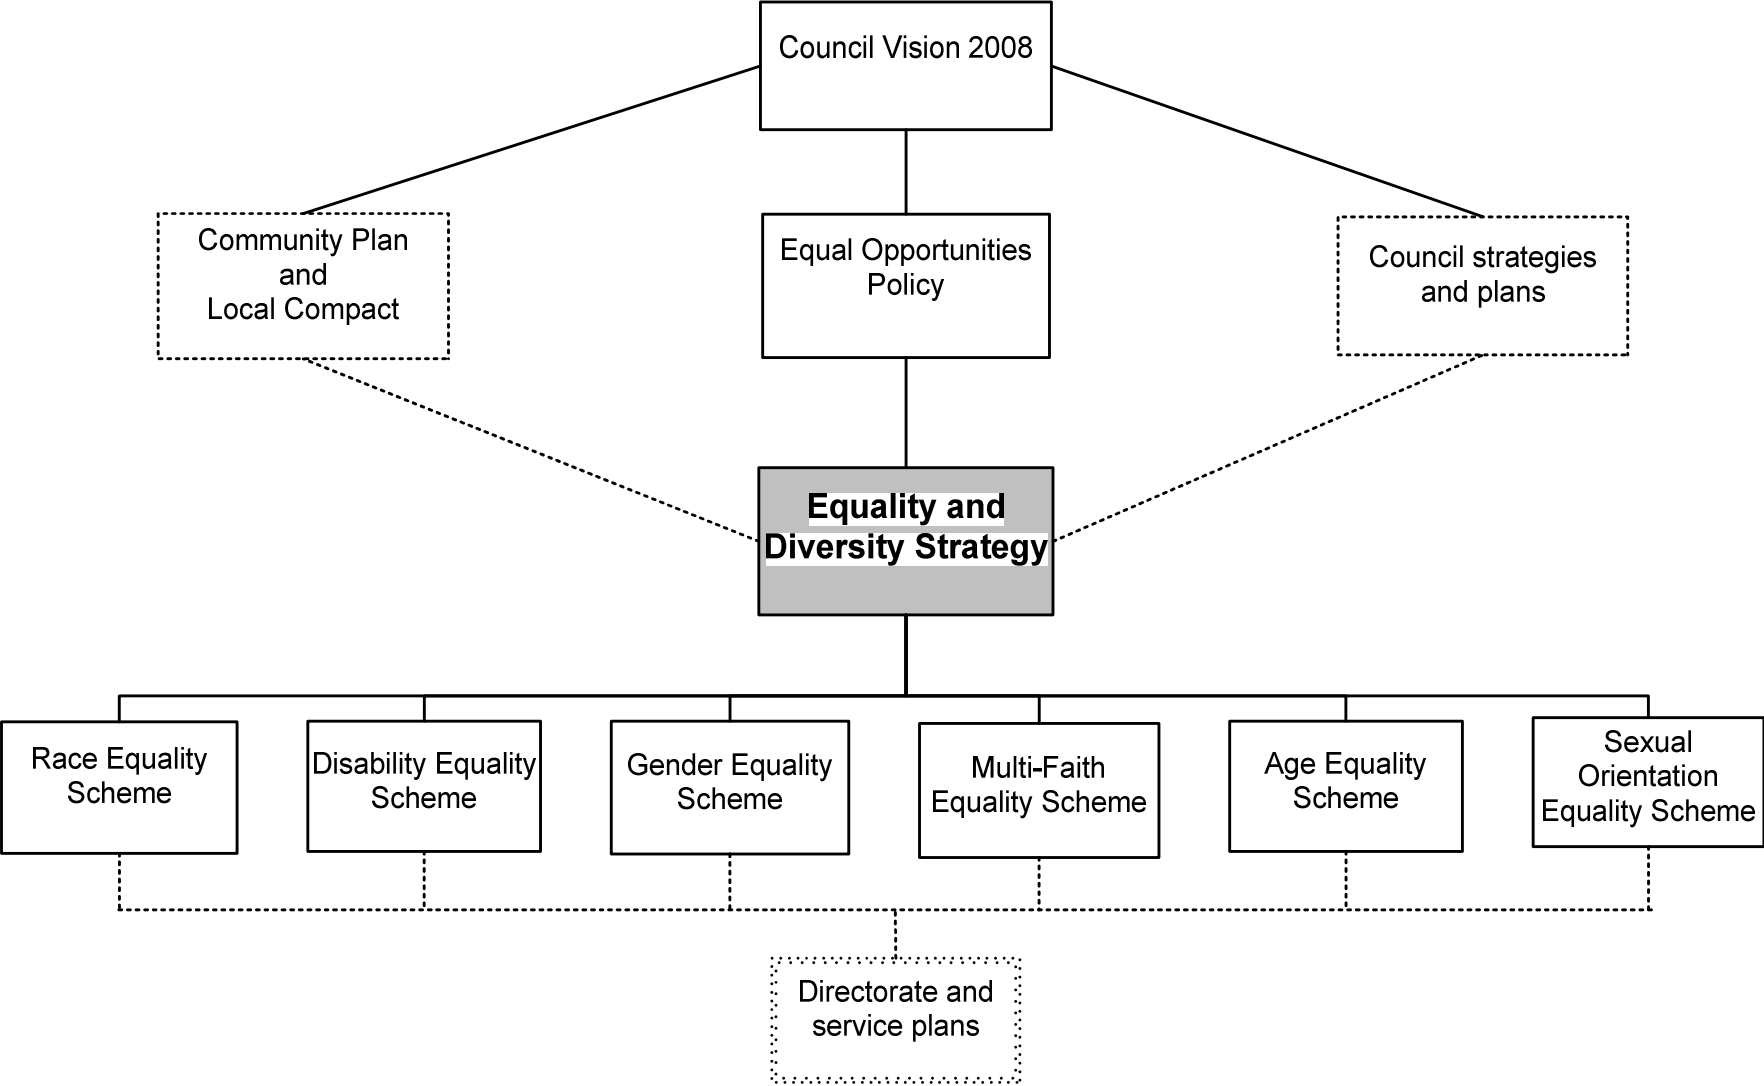 Council Vision 2008
Community Plan
and
Local Compact
Equal Opportunities
Policy
Council strategies
and plans
Equality and
Diversity Strategy
Race Equality
Scheme
Disability Equality
Scheme
Gender Equality
Scheme
Multi-Faith
Equality Scheme
Age Equality
Scheme
Sexual
Orientation
Equality Scheme
Directorate and
service plans